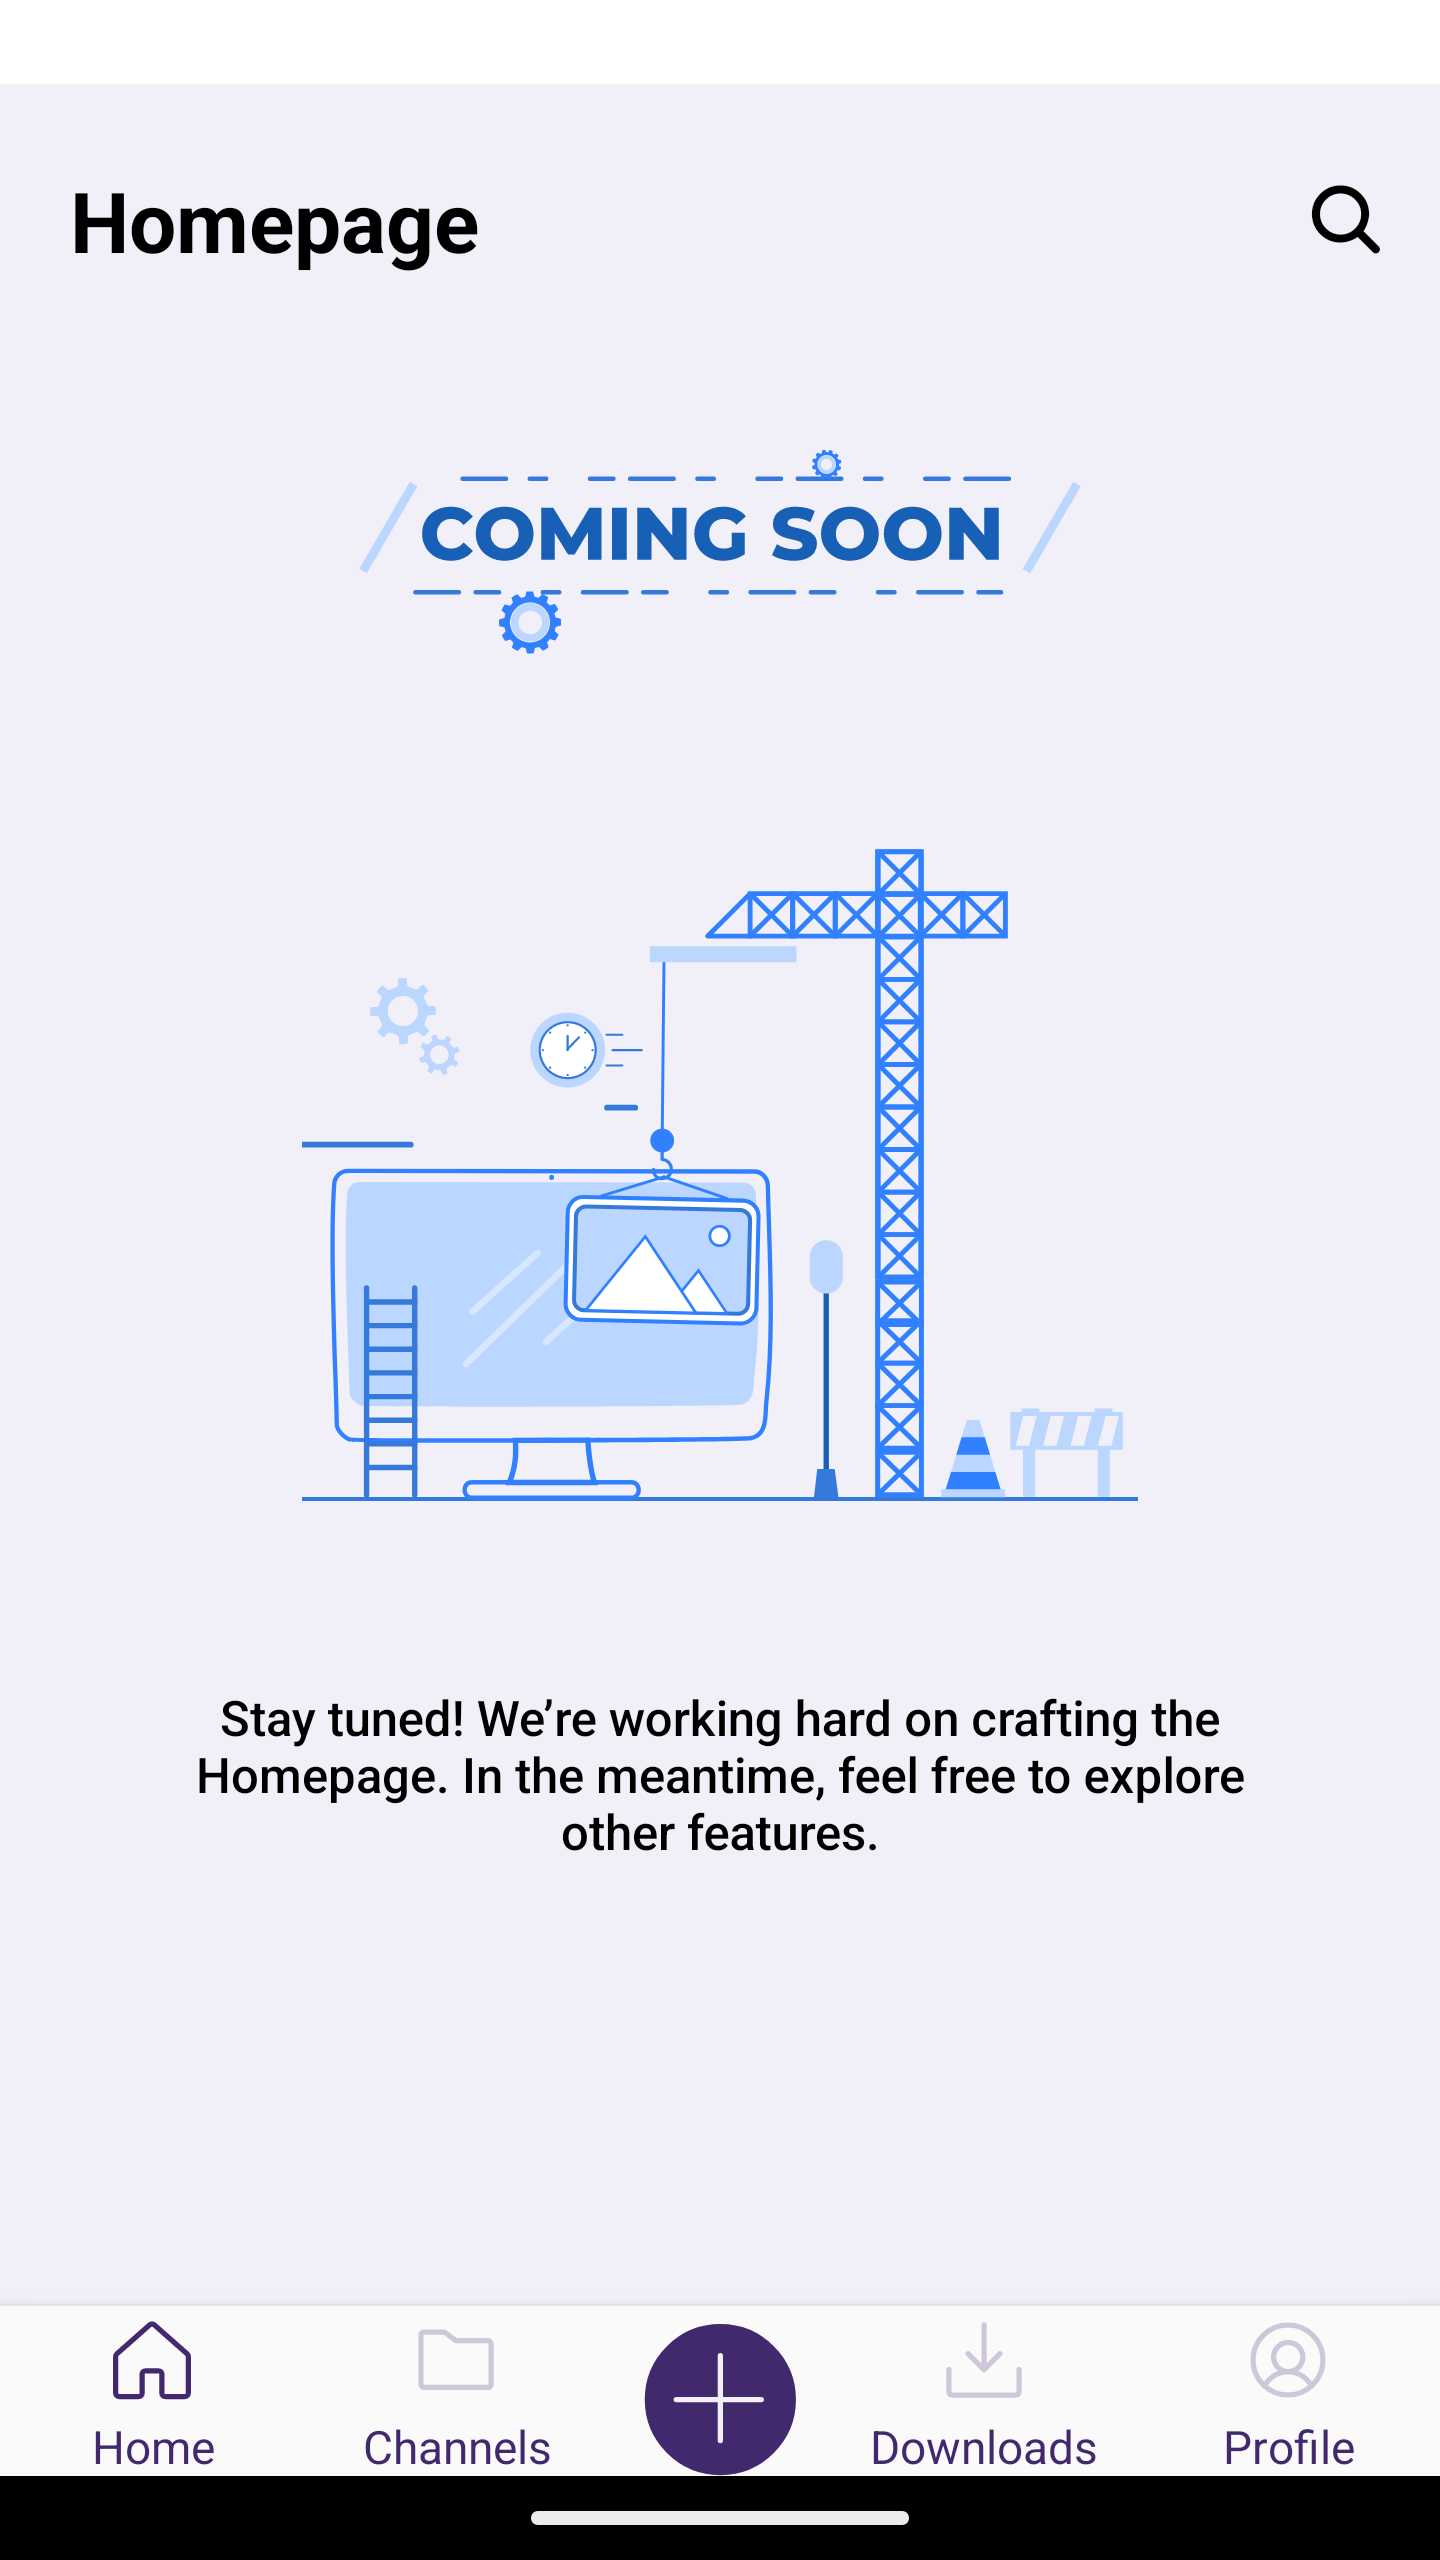 Homepage
COMING SOON
Stay tuned! We’re working hard on crafting the
Homepage. In the meantime, feel free to explore
other features.
Home
Channels
Downloads
Profile